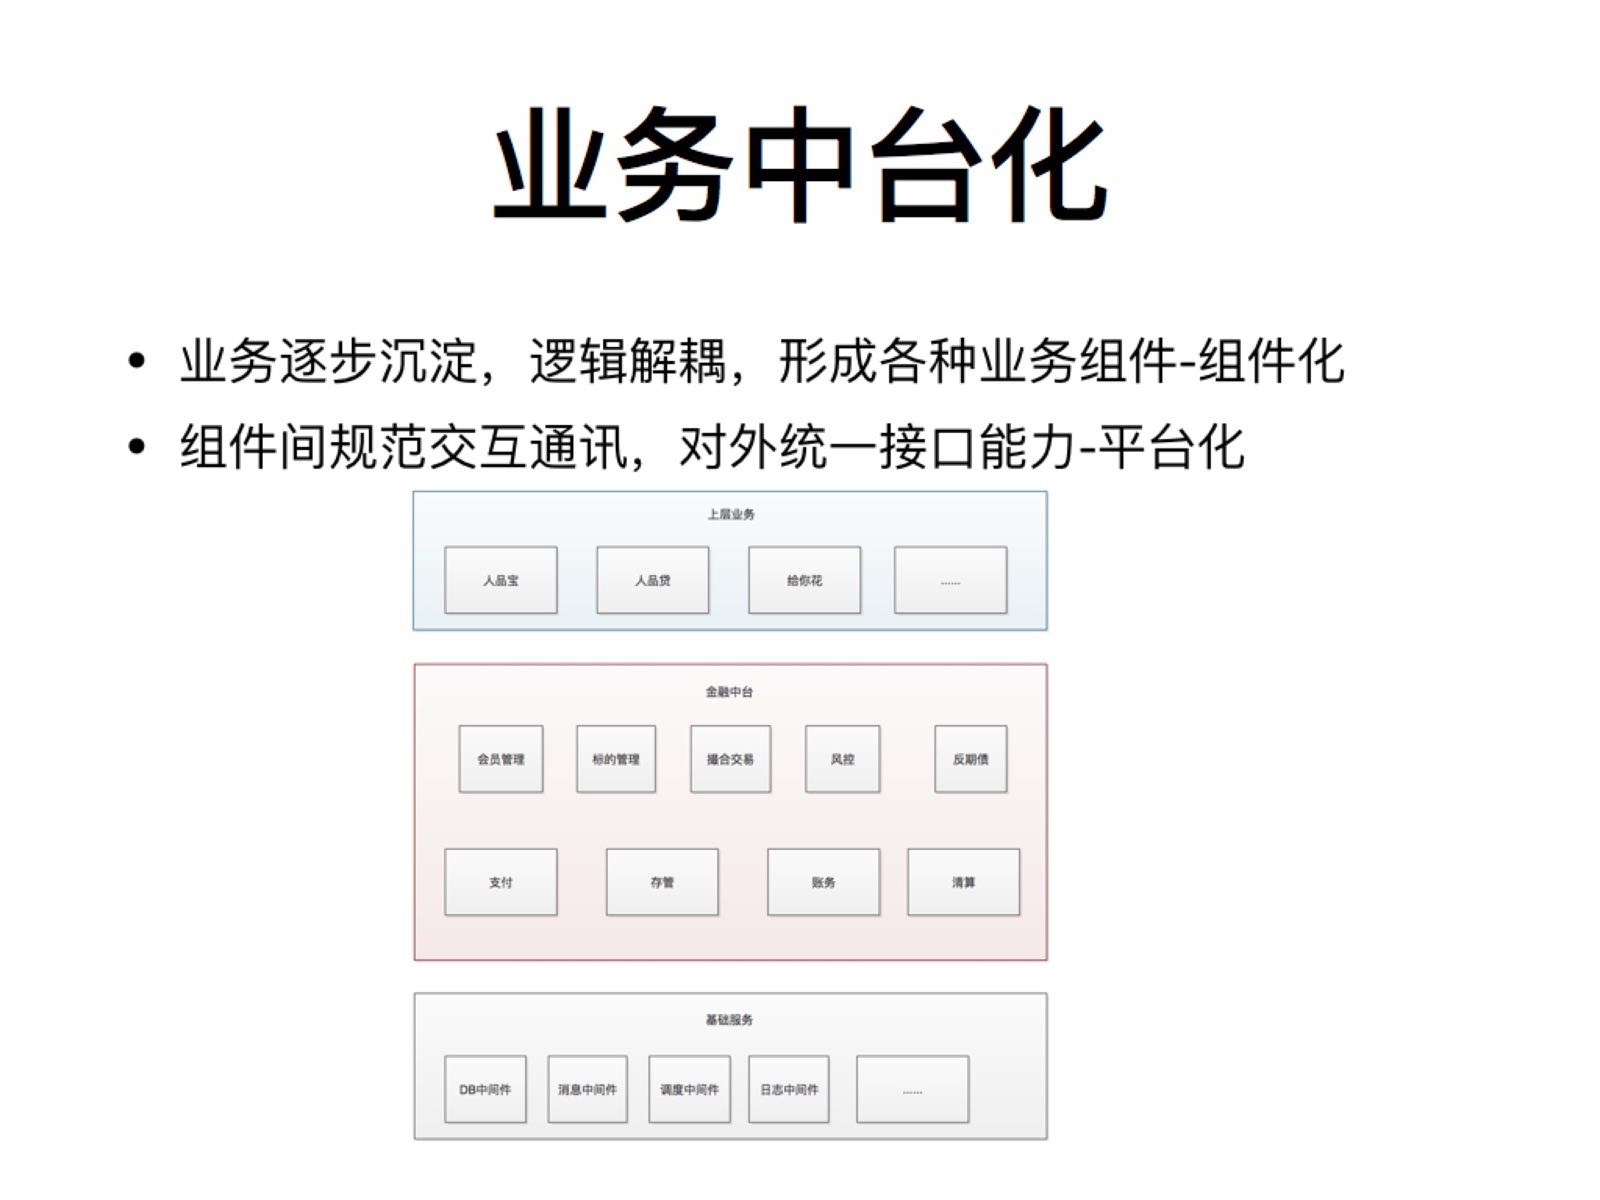 业务中台化
• 业务逐步沉淀，逻辑解耦，形成各种业务组件-组件化
• 组件间规范交互通讯，对外统一接口能力-平台化
上层业务
人品宝 人品贷 给你花 ......
金融中台
会员管理 标的管理 撮合交易 风控 反期债
支付 存管 账务 清算
基础服务
DB中间件 消息中间件 调度中间件 日志中间件 ......